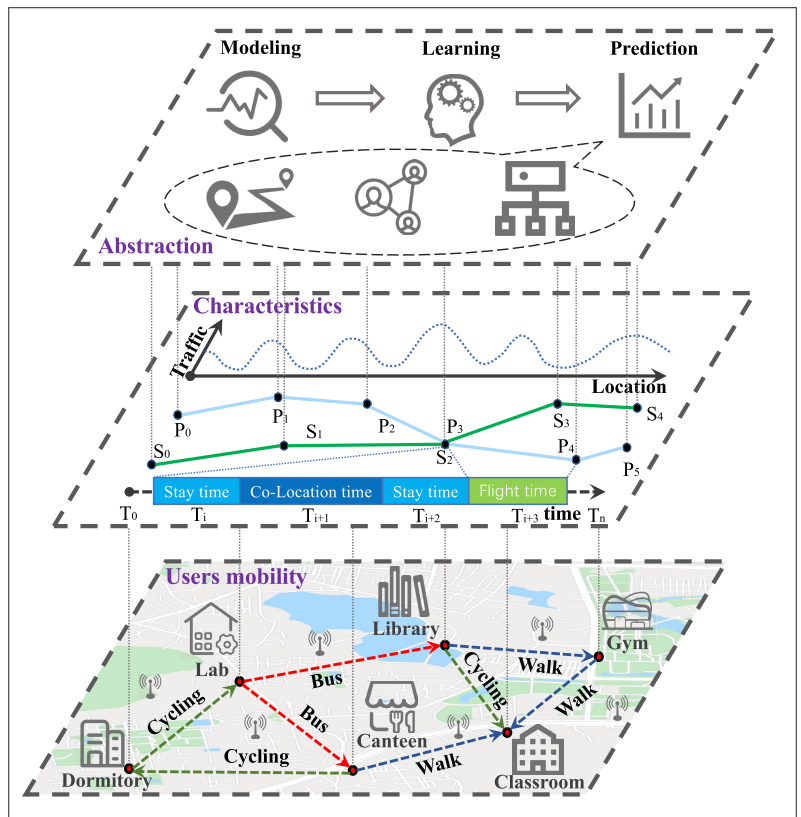 Modeling Learning Prediction
Abstraction
Characteristics
Traffic
Location
P0 P1 P2 P3 P4 P5
S0 S1 S2 S3 S4
Stay time Co-Location time Stay time Flight time
T0 Ti Ti+1 Ti+2 Ti+3 time Tn
Users mobility
Library
Gym
Lab
Bus
Walk
Cycling
Cycling
Bus
Walk
Canteen
Cycling
Walk
Dormitory
Classroom